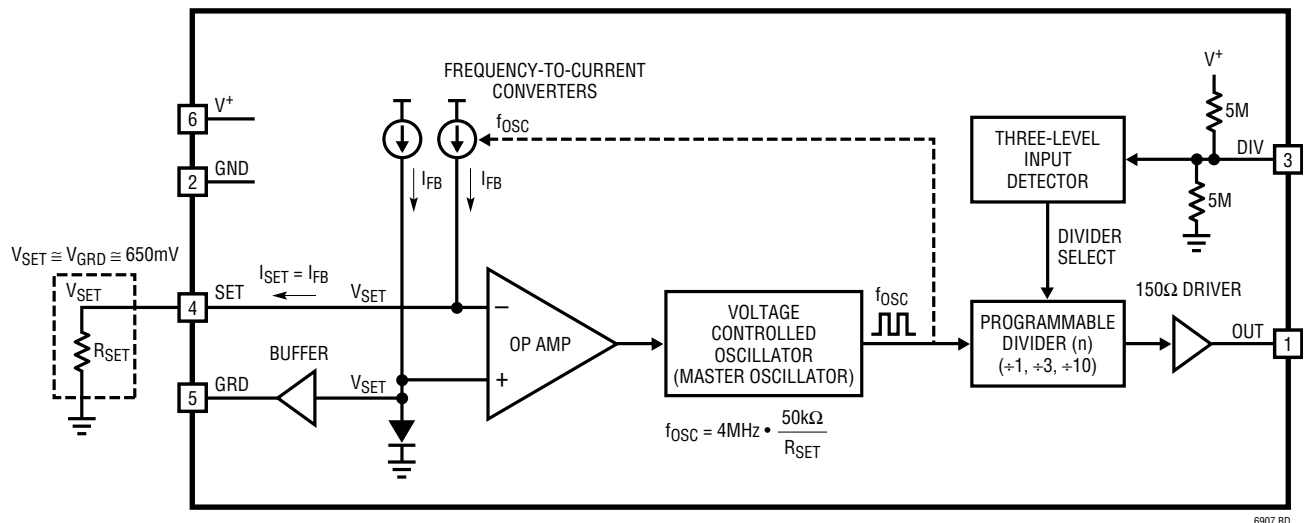 FREQUENCY-TO-CURRENT
CONVERTERS
V+
6
V+
fOSC
5M
THREE-LEVEL
INPUT
DETECTOR
DIV
3
2
GND
IFB
IFB
5M
VSET ≅ VGRD ≅ 650mV
DIVIDER
SELECT
VSET
4
SET
ISET = IFB
VSET
–
fOSC
150Ω DRIVER
RSET
OP AMP
VOLTAGE
CONTROLLED
OSCILLATOR
(MASTER OSCILLATOR)
PROGRAMMABLE
DIVIDER (n)
(÷1, ÷3, ÷10)
OUT
1
BUFFER
5
GRD
VSET
+
fOSC = 4MHz • 50kΩ
RSET
6907 BD